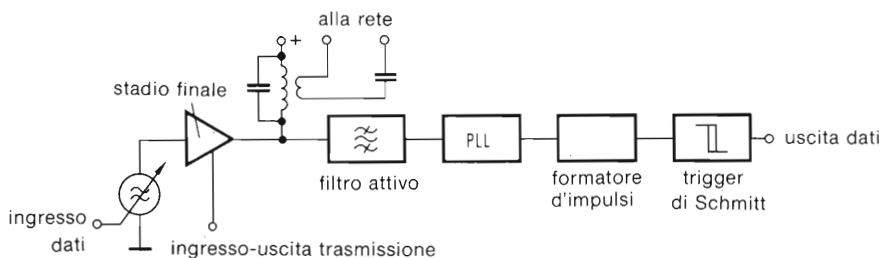 alla rete
+
stadio finale
PLL
uscita dati
filtro attivo
formatore
d'impulsi
trigger
di Schmitt
ingresso
dati
ingresso-uscita trasmissione